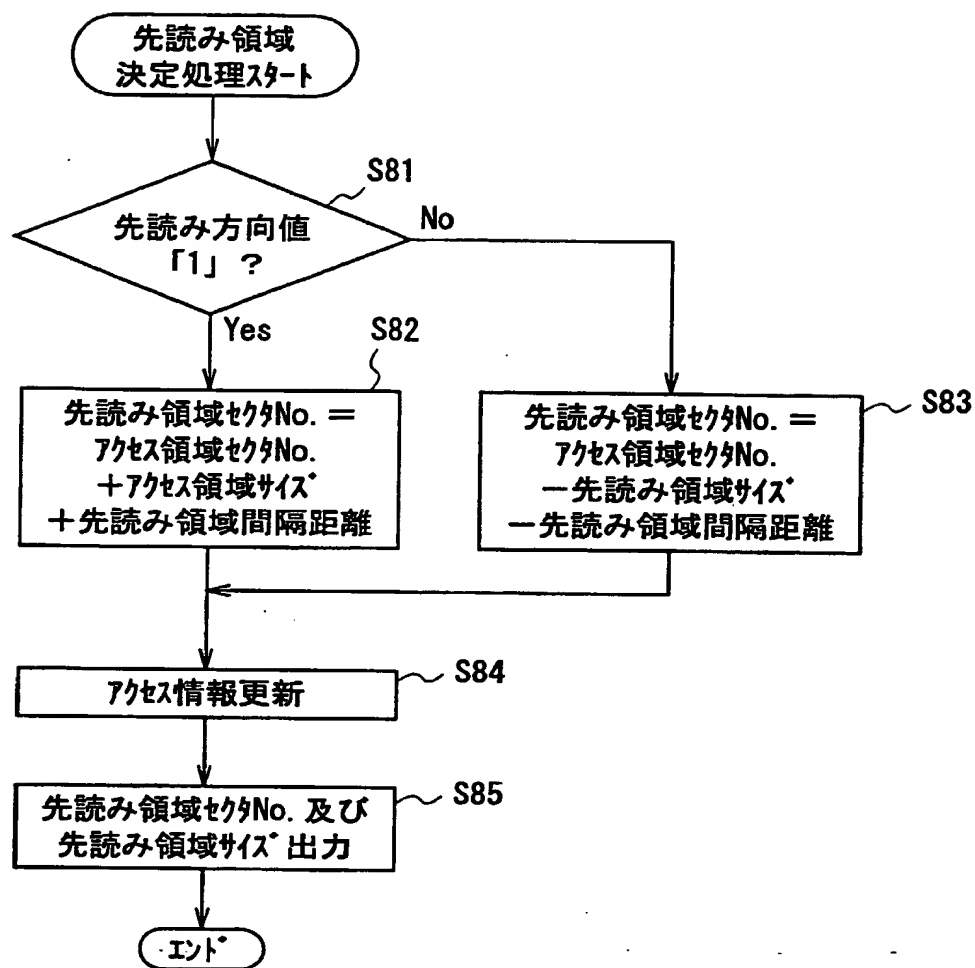 先読み領域
決定処理ｽﾀｰﾄ
S81
先読み方向値
「1」？
No
Yes
S82
先読み領域ｾｸﾀNo.＝
ｱｸｾｽ領域ｾｸﾀNo.
＋ｱｸｾｽ領域ｻｲｽﾞ
＋先読み領域間隔距離
S83
先読み領域ｾｸﾀNo.＝
ｱｸｾｽ領域ｾｸﾀNo.
－先読み領域ｻｲｽﾞ
－先読み領域間隔距離
S84
ｱｸｾｽ情報更新
S85
先読み領域ｾｸﾀNo.及び
先読み領域ｻｲｽﾞ出力
ｴﾝﾄﾞ